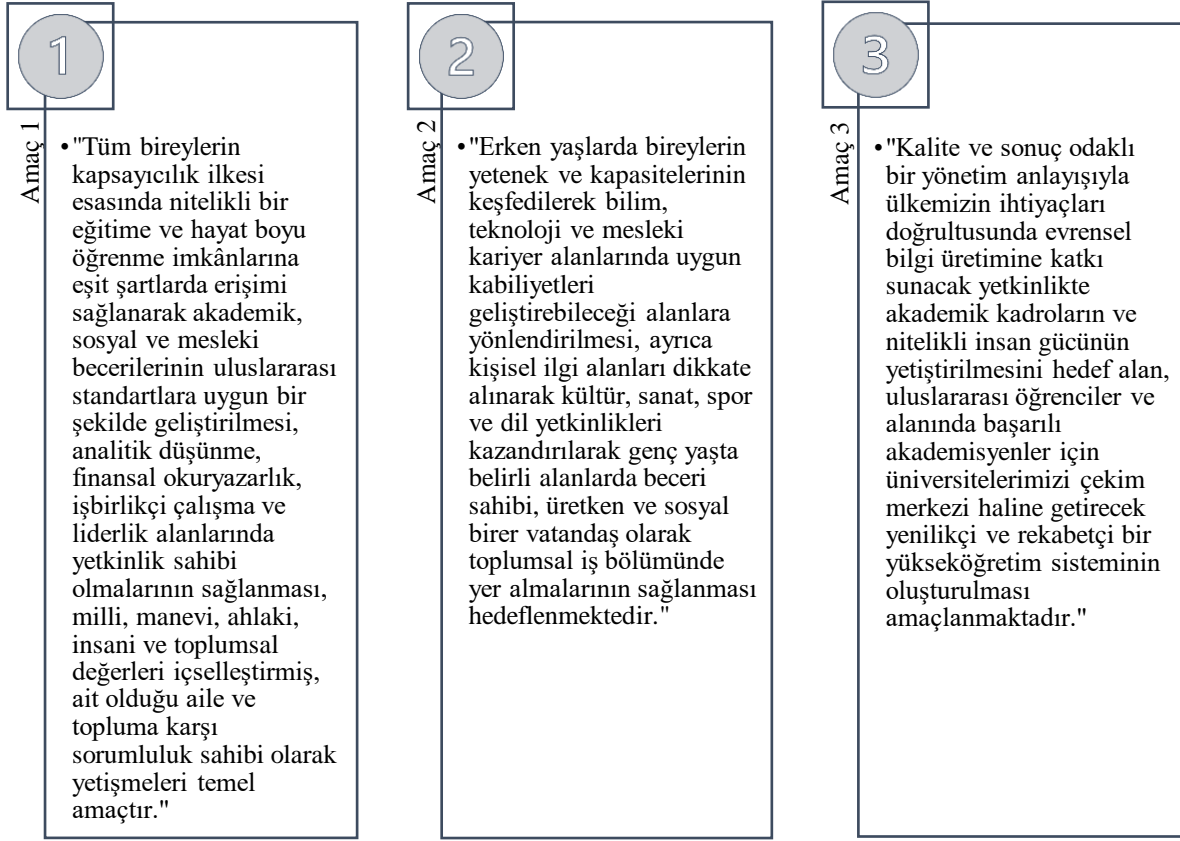 1
Amaç 1
•"Tüm bireylerin
kapsayıcılık ilkesi
esasında nitelikli bir
eğitime ve hayat boyu
öğrenme imkânlarına
eşit şartlarda erişimi
sağlanarak akademik,
sosyal ve mesleki
becerilerinin uluslararası
standartlara uygun bir
şekilde geliştirilmesi,
analitik düşünme,
finansal okuryazarlık,
işbirlikçi çalışma ve
liderlik alanlarında
yetkinlik sahibi
olmalarının sağlanması,
milli, manevi, ahlaki,
insani ve toplumsal
değerleri içselleştirmiş,
ait olduğu aile ve
topluma karşı
sorumluluk sahibi olarak
yetişmeleri temel
amaçtır."
2
Amaç 2
•"Erken yaşlarda bireylerin
yetenek ve kapasitelerinin
keşfedilerek bilim,
teknoloji ve mesleki
kariyer alanlarında uygun
kabiliyetleri
geliştirebileceği alanlara
yönlendirilmesi, ayrıca
kişisel ilgi alanları dikkate
alınarak kültür, sanat, spor
ve dil yetkinlikleri
kazandırılarak genç yaşta
belirli alanlarda beceri
sahibi, üretken ve sosyal
birer vatandaş olarak
toplumsal iş bölümünde
yer almalarının sağlanması
hedeflenmektedir."
3
Amaç 3
•"Kalite ve sonuç odaklı
bir yönetim anlayışıyla
ülkemizin ihtiyaçları
doğrultusunda evrensel
bilgi üretimine katkı
sunacak yetkinlikte
akademik kadroların ve
nitelikli insan gücünün
yetiştirilmesini hedef alan,
uluslararası öğrenciler ve
alanında başarılı
akademisyenler için
üniversitelerimizi çekim
merkezi haline getirecek
yenilikçi ve rekabetçi bir
yükseköğretim sisteminin
oluşturulması
amaçlanmaktadır."